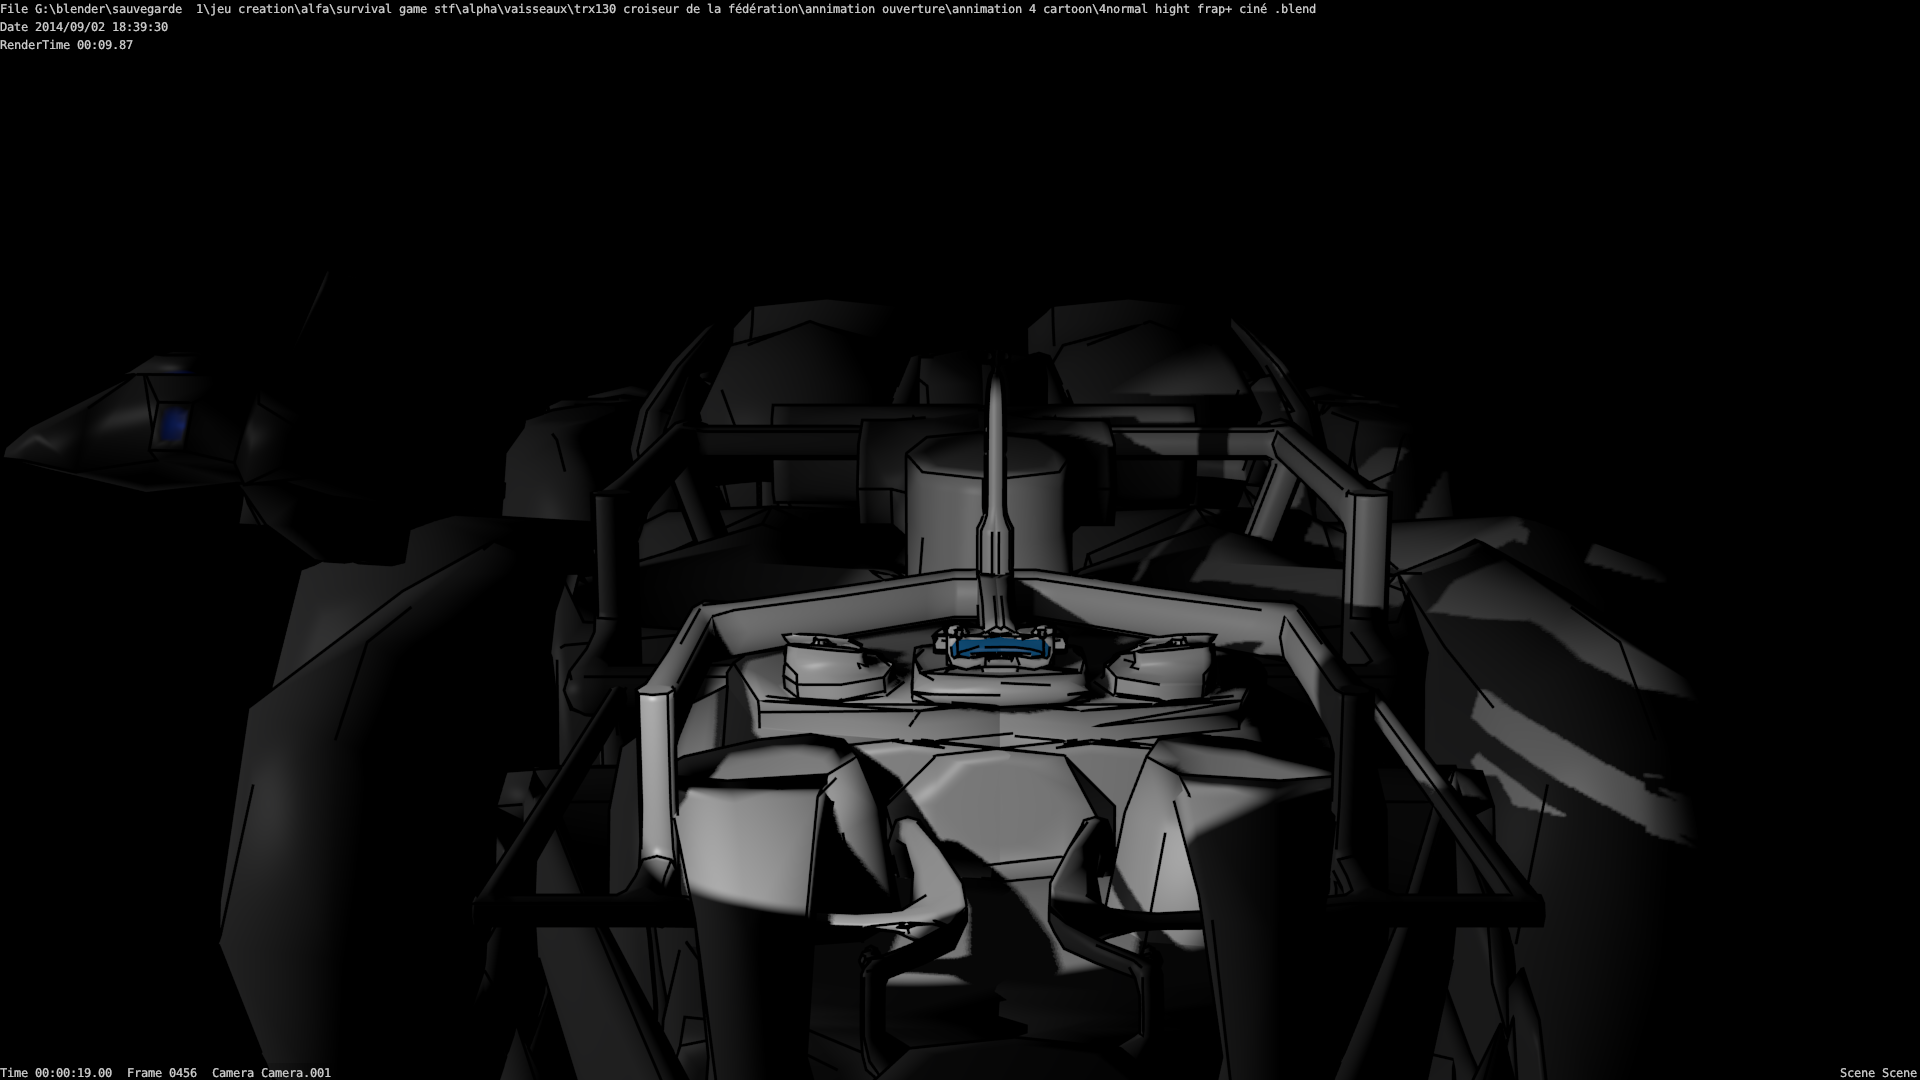 File G:\blender\sauvegarde  1\jeu creation\alfa\survival game stf\alpha\vaisseaux\trx130 croiseur de la fédération\annimation ouverture\annimation 4 cartoon\4normal hight frap+ ciné .blend
Date 2014/09/02 18:39:30
RenderTime 00:09.87
Time 00:00:19.00  Frame 0456  Camera Camera.001
Scene Scene